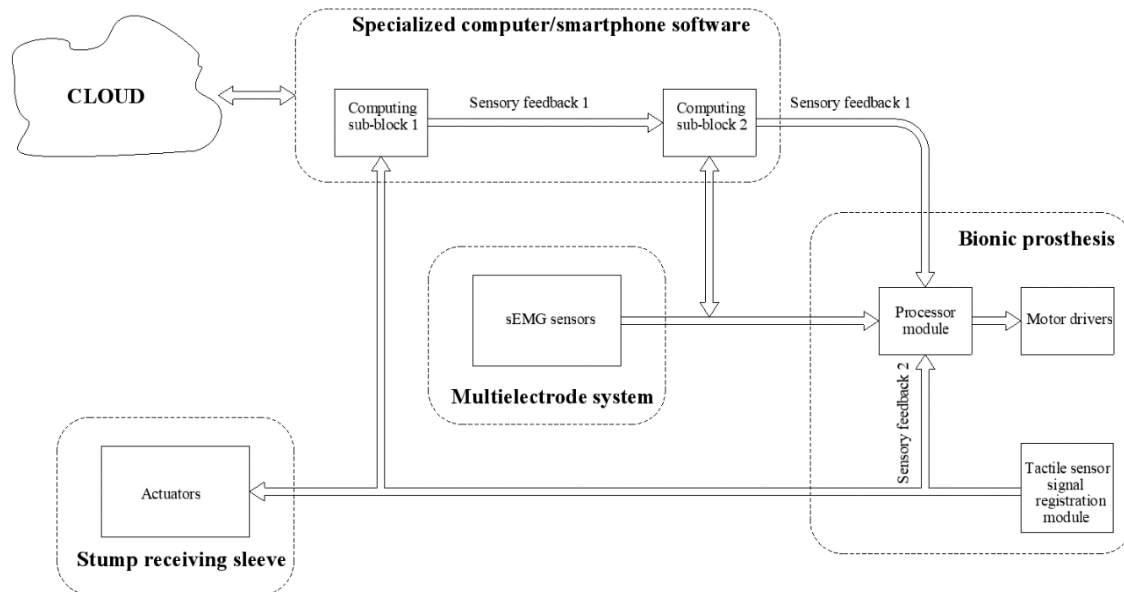 Specialized computer/smartphone software
CLOUD
Computing
sub-block 1
Sensory feedback 1
Computing
sub-block 2
Sensory feedback 1
Bionic prosthesis
sEMG sensors
Multielectrode system
Processor
module
Motor drivers
Sensory feedback 2
Actuators
Stump receiving sleeve
Tactile sensor
signal
registration
module